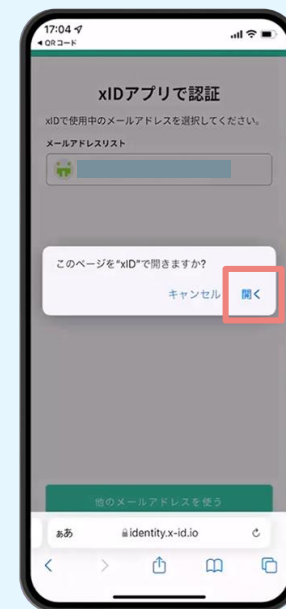 17:04
◀ QRコード
xIDアプリで認証
xIDで使用中のメールアドレスを選択してください。
メールアドレスリスト
このページを“xID”で開きますか?
キャンセル 開く
他のメールアドレスを使う
ぁあ identity.x-id.io